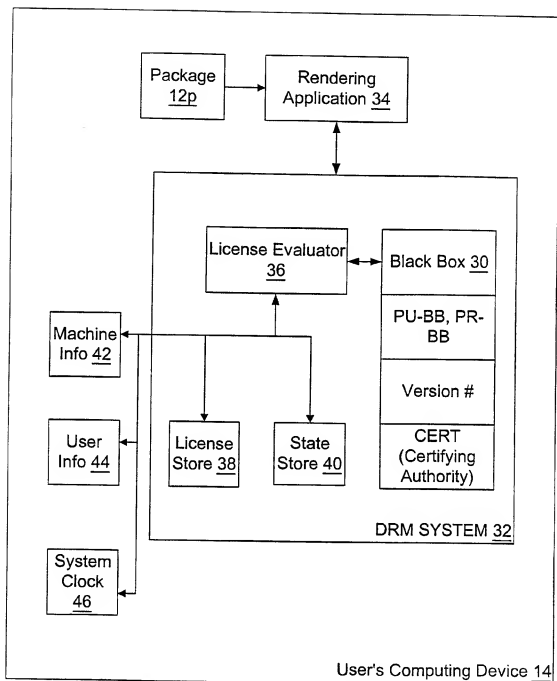 Package
12p
Rendering
Application 34
License Evaluator
36
Black Box 30
PU-BB, PR-
BB
Version #
CERT
(Certifying
Authority)
Machine
Info 42
User
Info 44
System
Clock
46
License
Store 38
State
Store 40
DRM SYSTEM 32
User's Computing Device 14